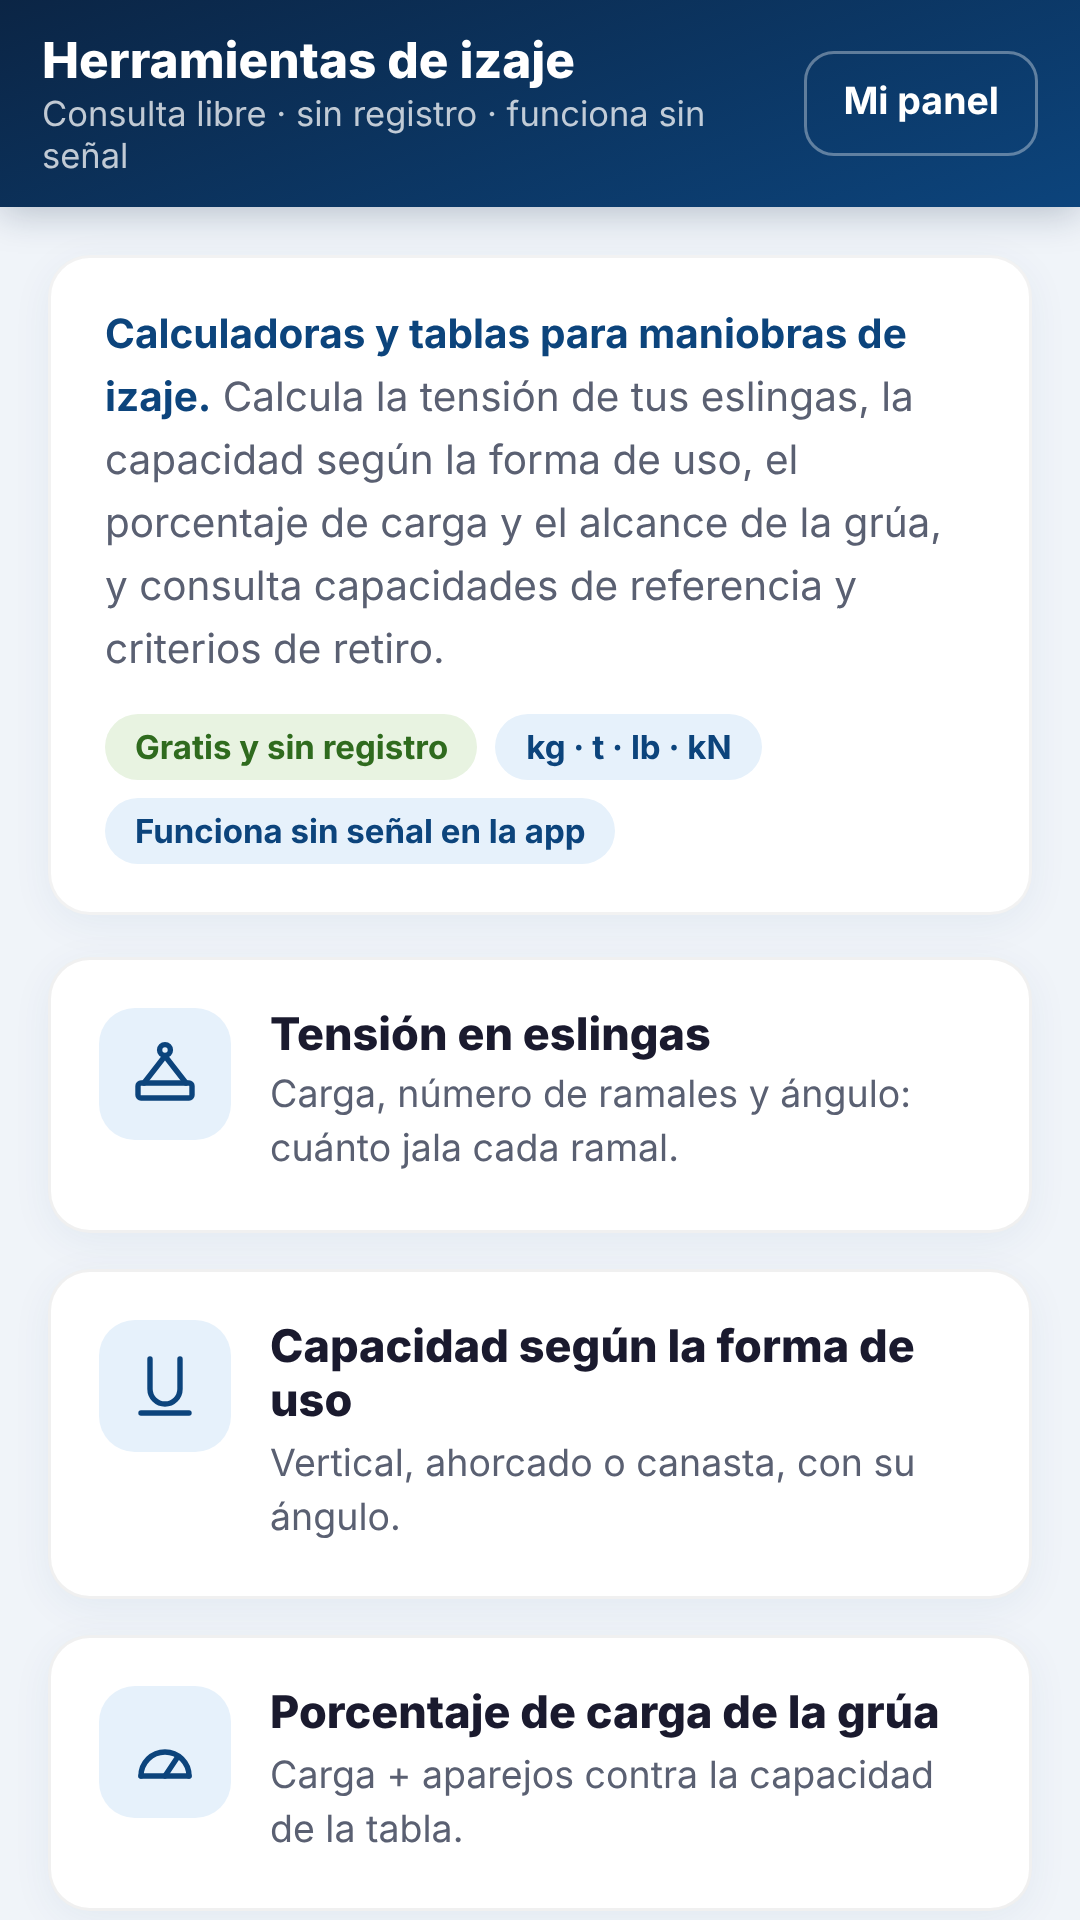 Herramientas de izaje
Consulta libre · sin registro · funciona sin
señal
Mi panel
Calculadoras y tablas para maniobras de
izaje. Calcula la tensión de tus eslingas, la
capacidad según la forma de uso, el
porcentaje de carga y el alcance de la grúa,
y consulta capacidades de referencia y
criterios de retiro.
Gratis y sin registro
kg · t · lb · kN
Funciona sin señal en la app
Tensión en eslingas
Carga, número de ramales y ángulo:
cuánto jala cada ramal.
Capacidad según la forma de
uso
Vertical, ahorcado o canasta, con su
ángulo.
Porcentaje de carga de la grúa
Carga + aparejos contra la capacidad
de la tabla.